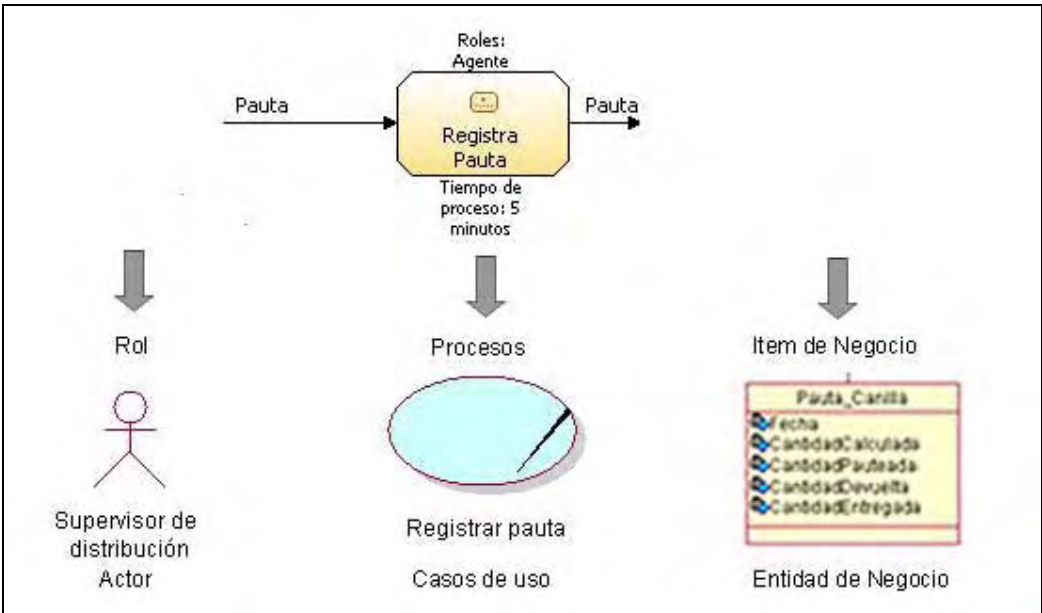 Roles:
Agente
Pauta
Pauta
Registra
Pauta
Tiempo de
proceso: 5
minutos
Rol
Procesos
Item de Negocio
Pauta_Canilla
Fecha
CantidadCalculada
CantidadPauteada
CantidadDevuelta
CantidadEntregada
Supervisor de
distribución
Actor
Registrar pauta
Casos de uso
Entidad de Negocio